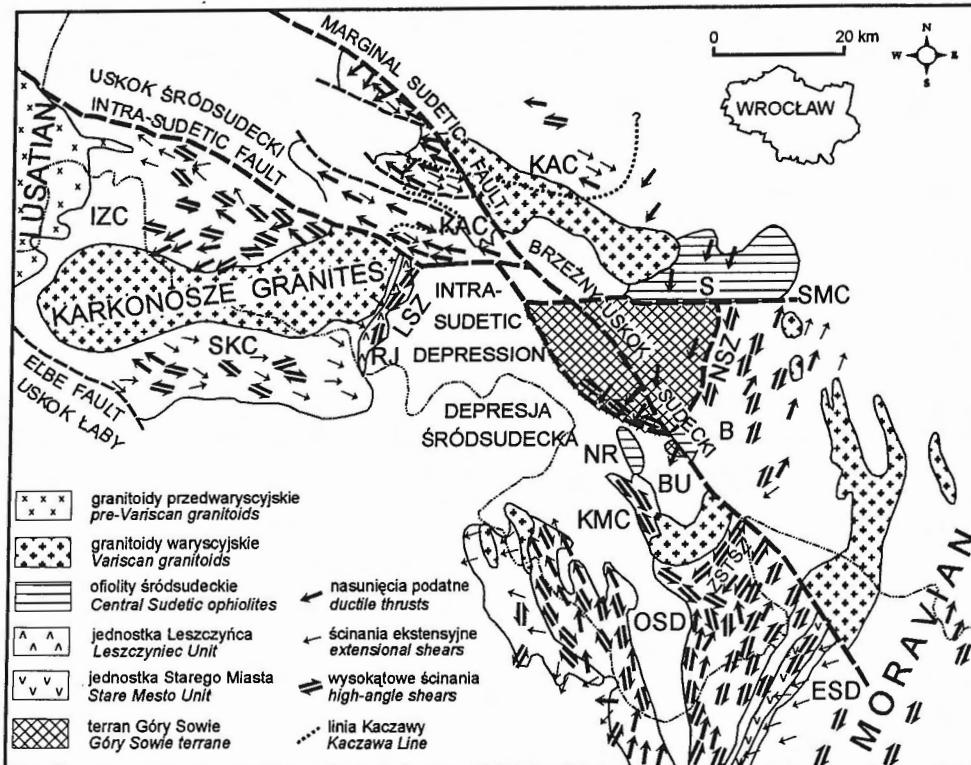 0 20 km
N
W E
S
WROCŁAW
MARGINAL SUDETIC FAULT
USKOK ŚRÓDSUDECKI
INTRA-SUDETIC FAULT
LUSATIAN
IZC
KAC
?
KAC
KARKONOSZE GRANITES
BRZEŻNY USKOK SUDECKI
S
SMC
LSZ
INTRA-
SUDETIC
DEPRESSION
RJ
SKC
NSZ
ELBE FAULT
USKOK ŁABY
DEPRESJA
ŚRÓDSUDECKA
B
NR
BU
KMC
OSD
ESD
MORAVIAN
granitoidy przedwaryscyjskie
pre-Variscan granitoids
granitoidy waryscyjskie
Variscan granitoids
ofiolity śródsudeckie
Central Sudetic ophiolites
jednostka Leszczyńca
Leszczyniec Unit
jednostka Starego Miasta
Stare Mesto Unit
terran Góry Sowie
Góry Sowie terrane
nasunięcia podatne
ductile thrusts
ścinania ekstensyjne
extensional shears
wysokątowe ścinania
high-angle shears
linia Kaczawy
Kaczawa Line